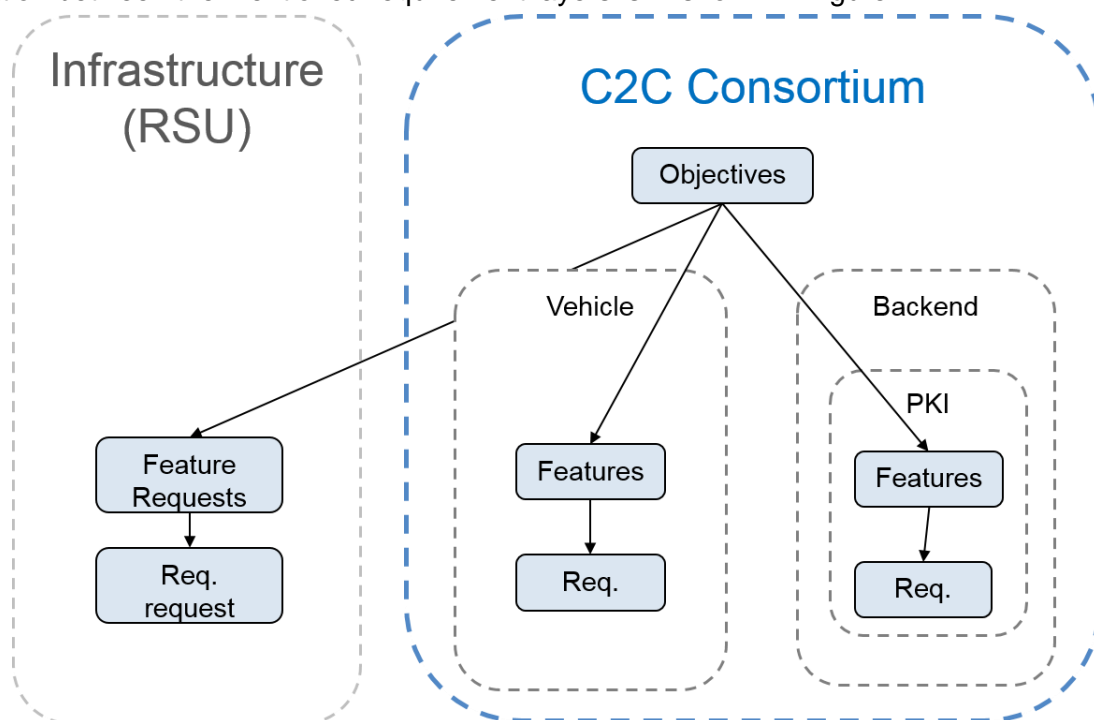 Infrastructure
(RSU)
C2C Consortium
Objectives
Vehicle
Backend
PKI
Feature
Requests
Features
Features
Req.
request
Req.
Req.